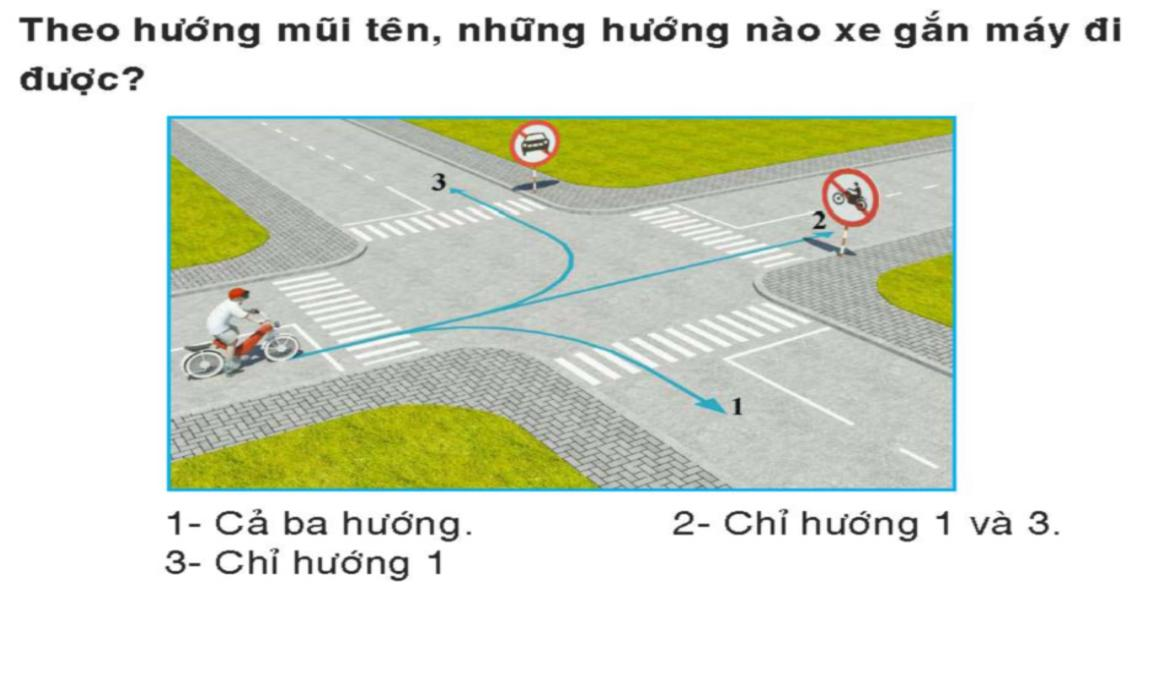 Theo hướng mũi tên, những hướng nào xe gắn máy đi
được?
3
2
1
1- Cả ba hướng. 2- Chỉ hướng 1 và 3.
3- Chỉ hướng 1